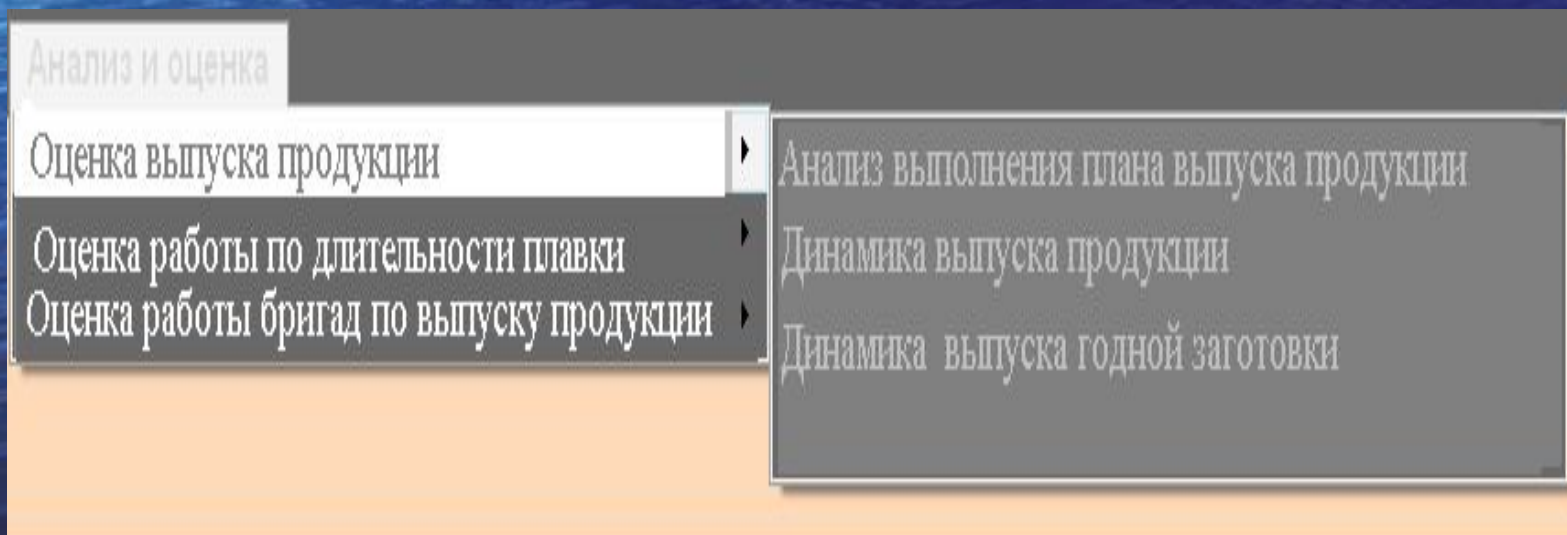 Анализ и оценка
Оценка выпуска продукции
Оценка работы по длительности плавки
Оценка работы бригад по выпуску продукции
Анализ выполнения плана выпуска продукции
Динамика выпуска продукции
Динамика выпуска годной заготовки